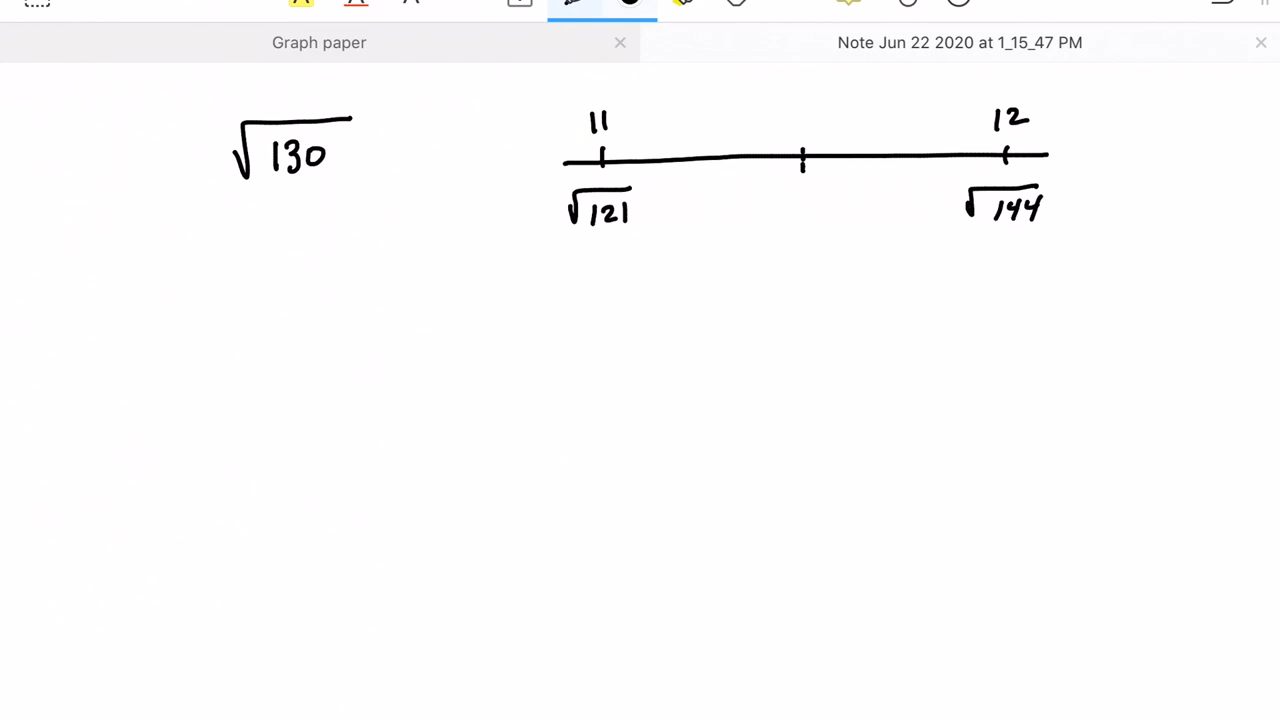 Graph paper
Note Jun 22 2020 at 1_15_47 PM
√130
11 12
√121 √144